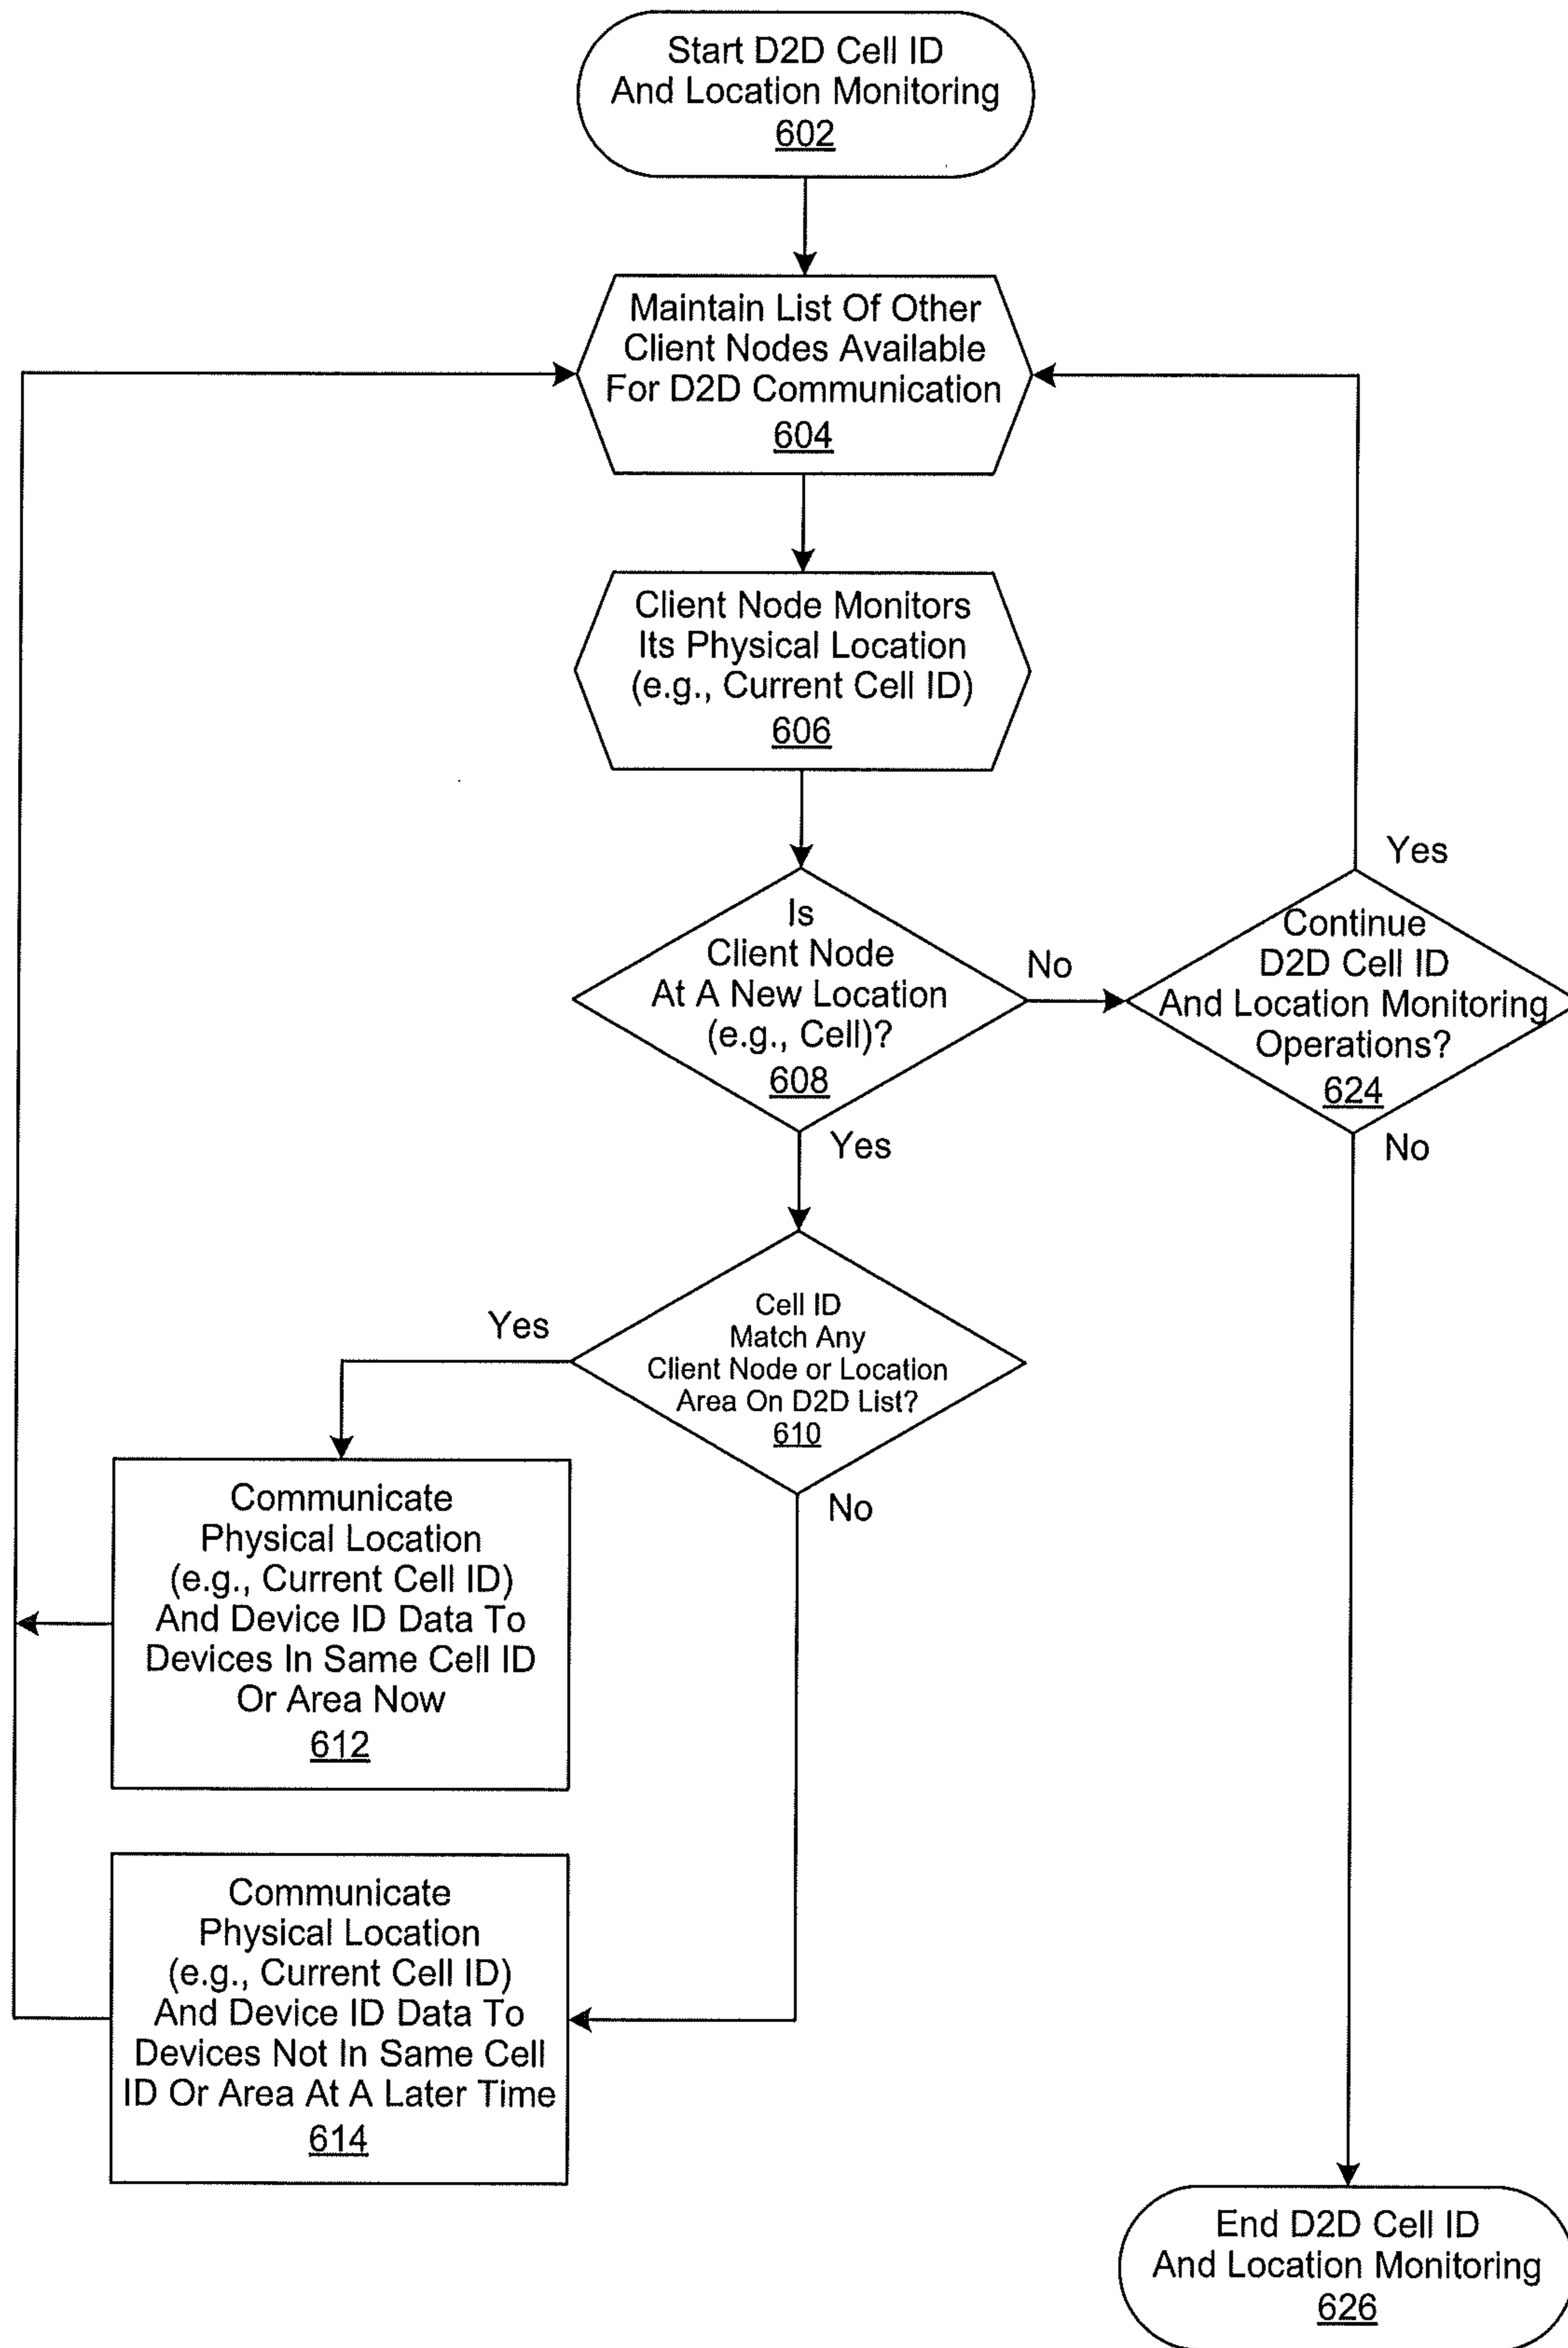 Start D2D Cell ID
And Location Monitoring
602
Maintain List Of Other
Client Nodes Available
For D2D Communication
604
Client Node Monitors
Its Physical Location
(e.g., Current Cell ID)
606
Is
Client Node
At A New Location
(e.g., Cell)?
608
No
Yes
Continue
D2D Cell ID
And Location Monitoring
Operations?
624
Yes
No
Cell ID
Match Any
Client Node or Location
Area On D2D List?
610
Yes
No
Communicate
Physical Location
(e.g., Current Cell ID)
And Device ID Data To
Devices In Same Cell ID
Or Area Now
612
Communicate
Physical Location
(e.g., Current Cell ID)
And Device ID Data To
Devices Not In Same Cell
ID Or Area At A Later Time
614
End D2D Cell ID
And Location Monitoring
626